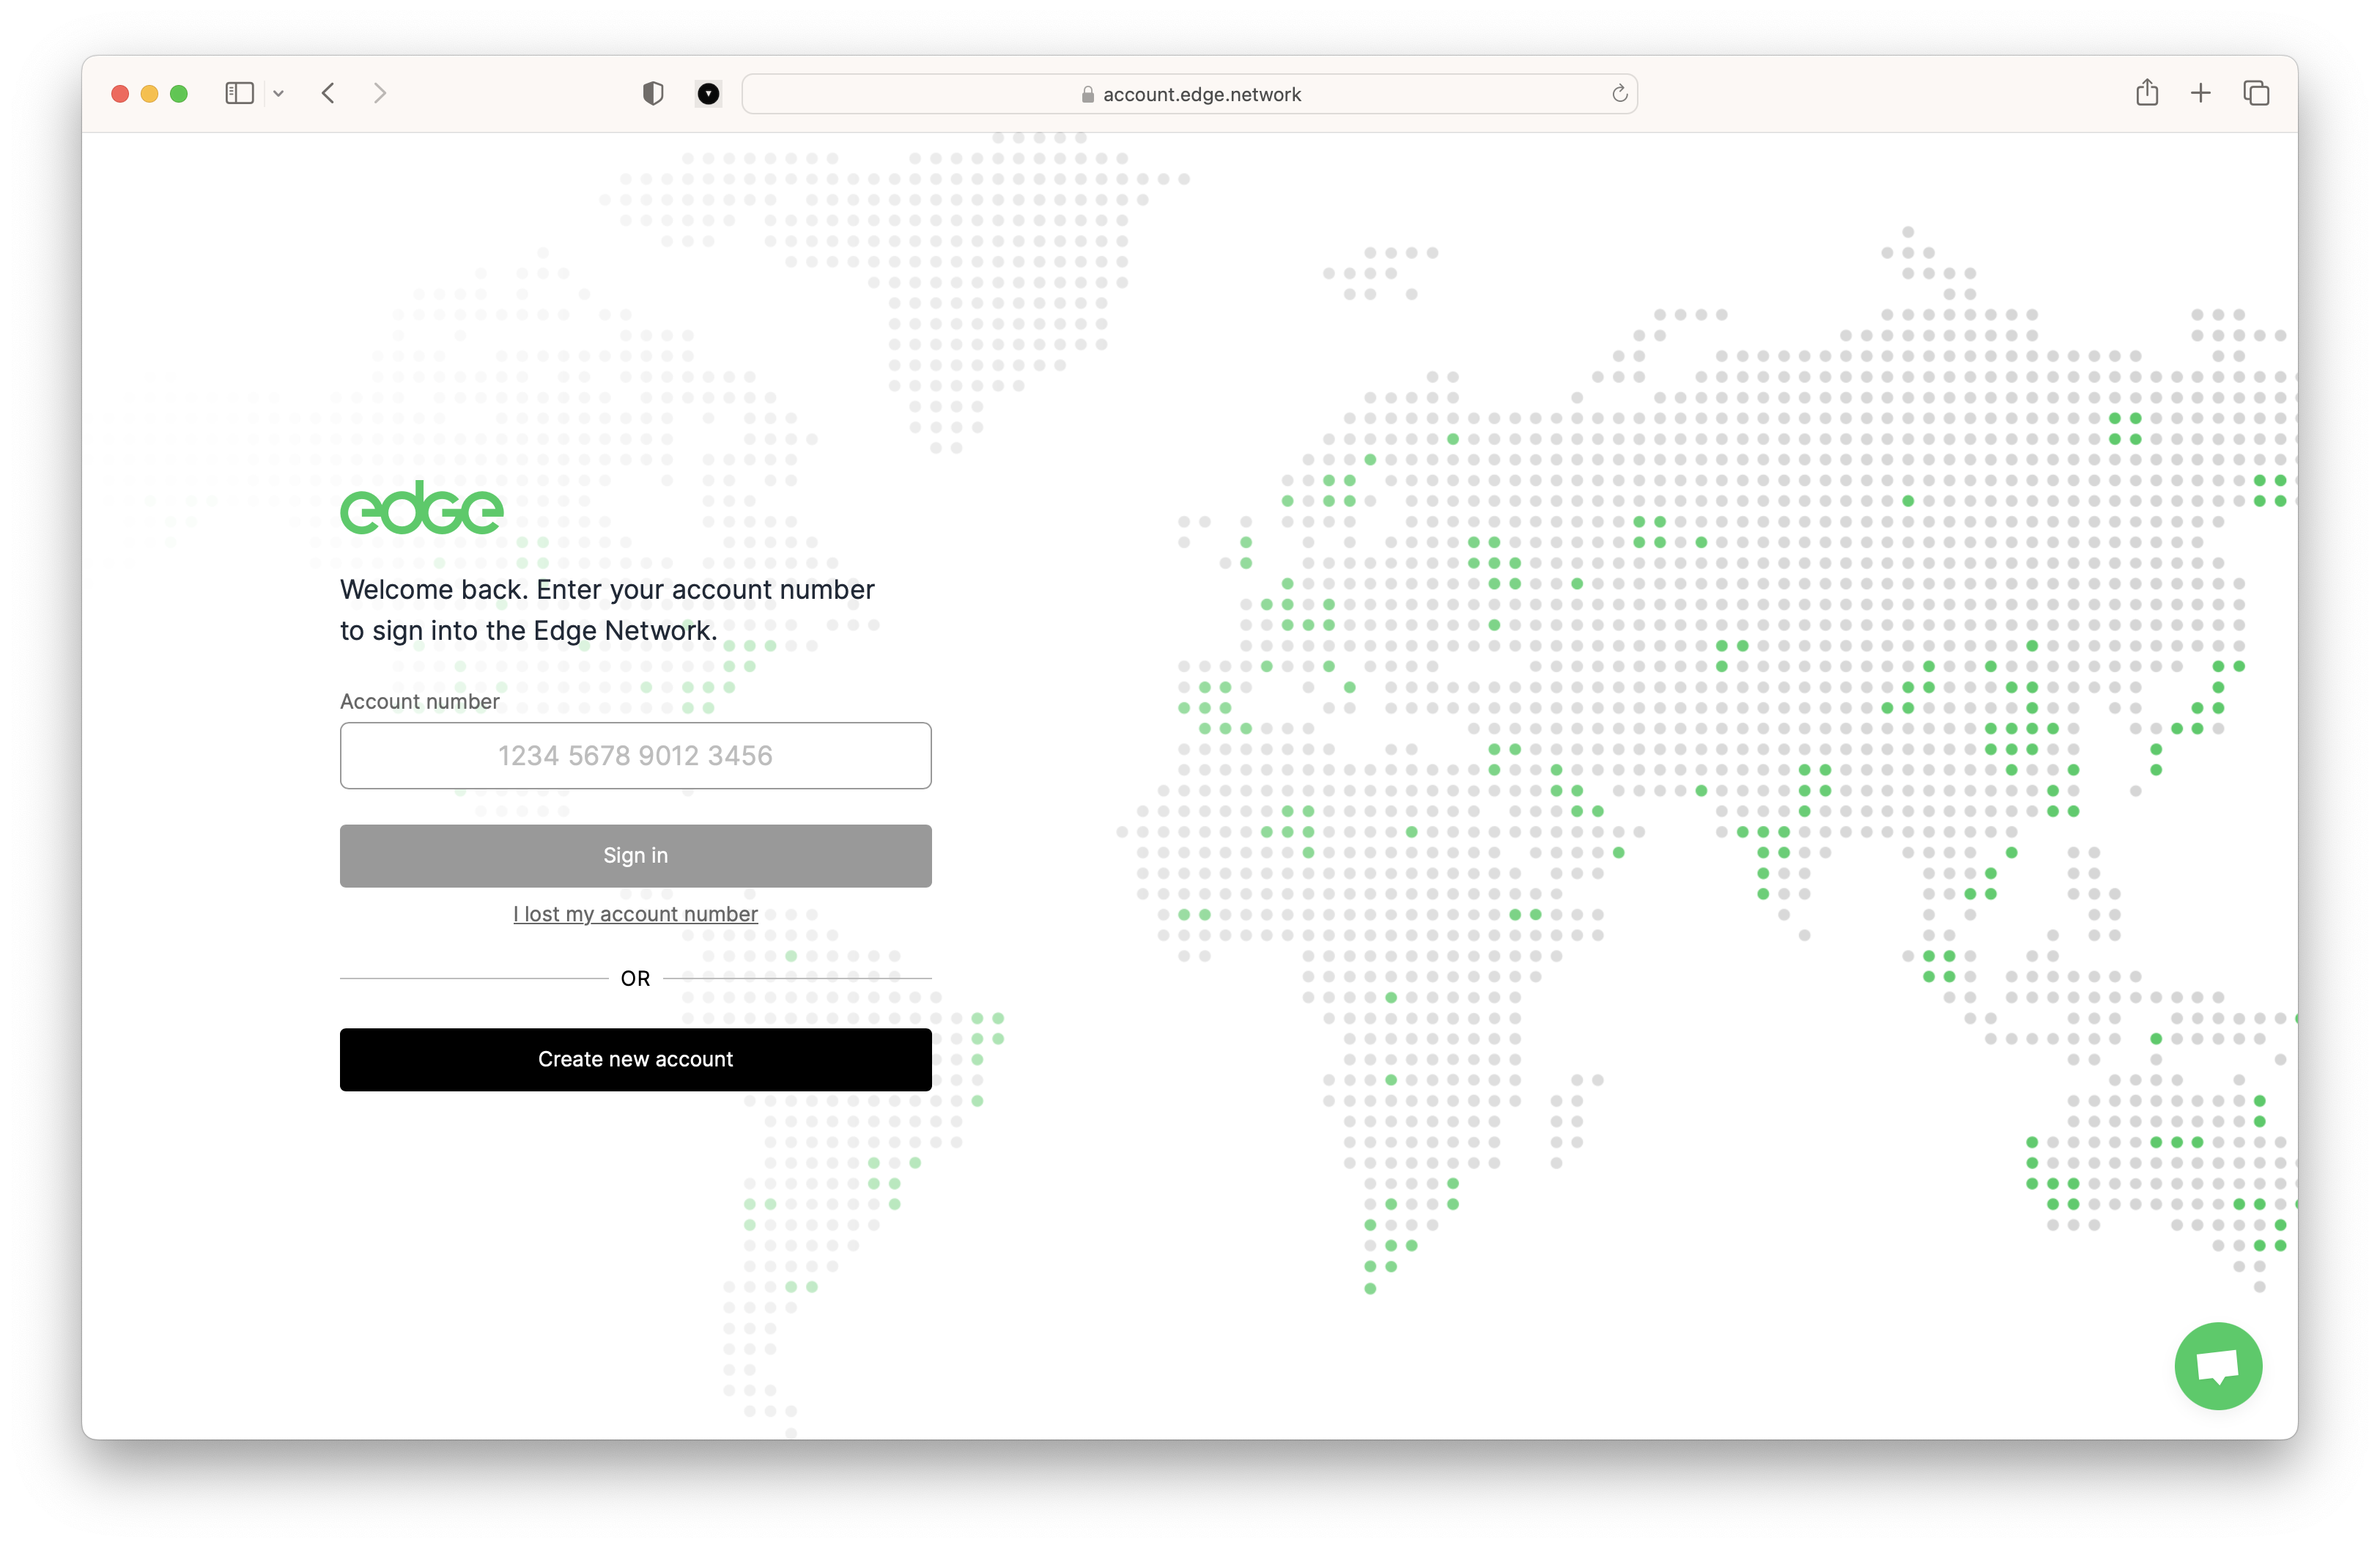 account.edge.network
edge
Welcome back. Enter your account number
to sign into the Edge Network.
Account number
1234 5678 9012 3456
Sign in
I lost my account number
OR
Create new account